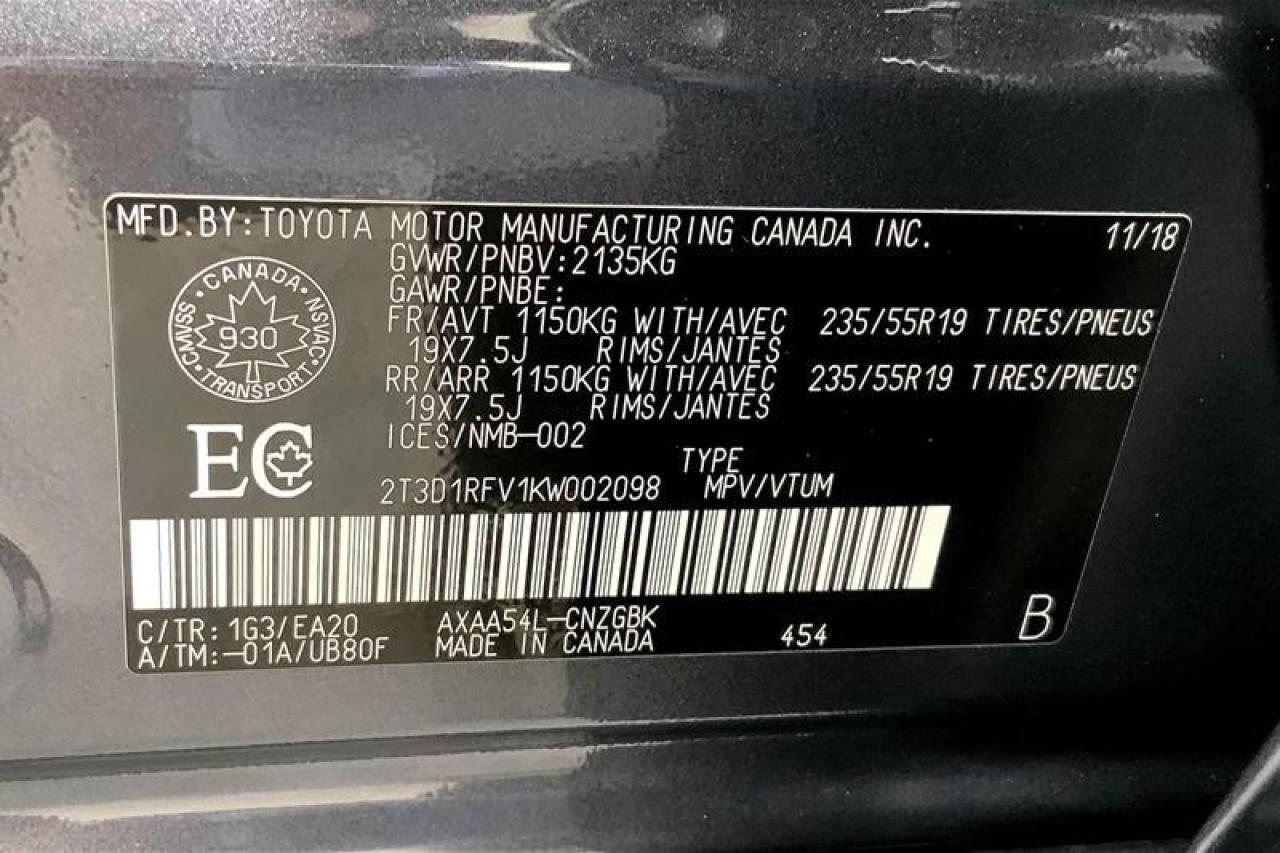 MFD.BY:TOYOTA MOTOR MANUFACTURING CANADA INC. 11/18
GVWR/PNBV:2135KG
GAWR/PNBE:
FR/AVT 1150KG WITH/AVEC 235/55R19 TIRES/PNEUS
19X7.5J RIMS/JANTES
RR/ARR 1150KG WITH/AVEC 235/55R19 TIRES/PNEUS
19X7.5J RIMS/JANTES
ICES/NMB-002
CANADA · NSVAC · TRANSPORT · CMVSS
930
EC
TYPE
2T3D1RFV1KW002098 MPV/VTUM
C/TR: 1G3/EA20 AXAA54L-CNZGBK 454 B
A/TM:-01A/UB80F MADE IN CANADA